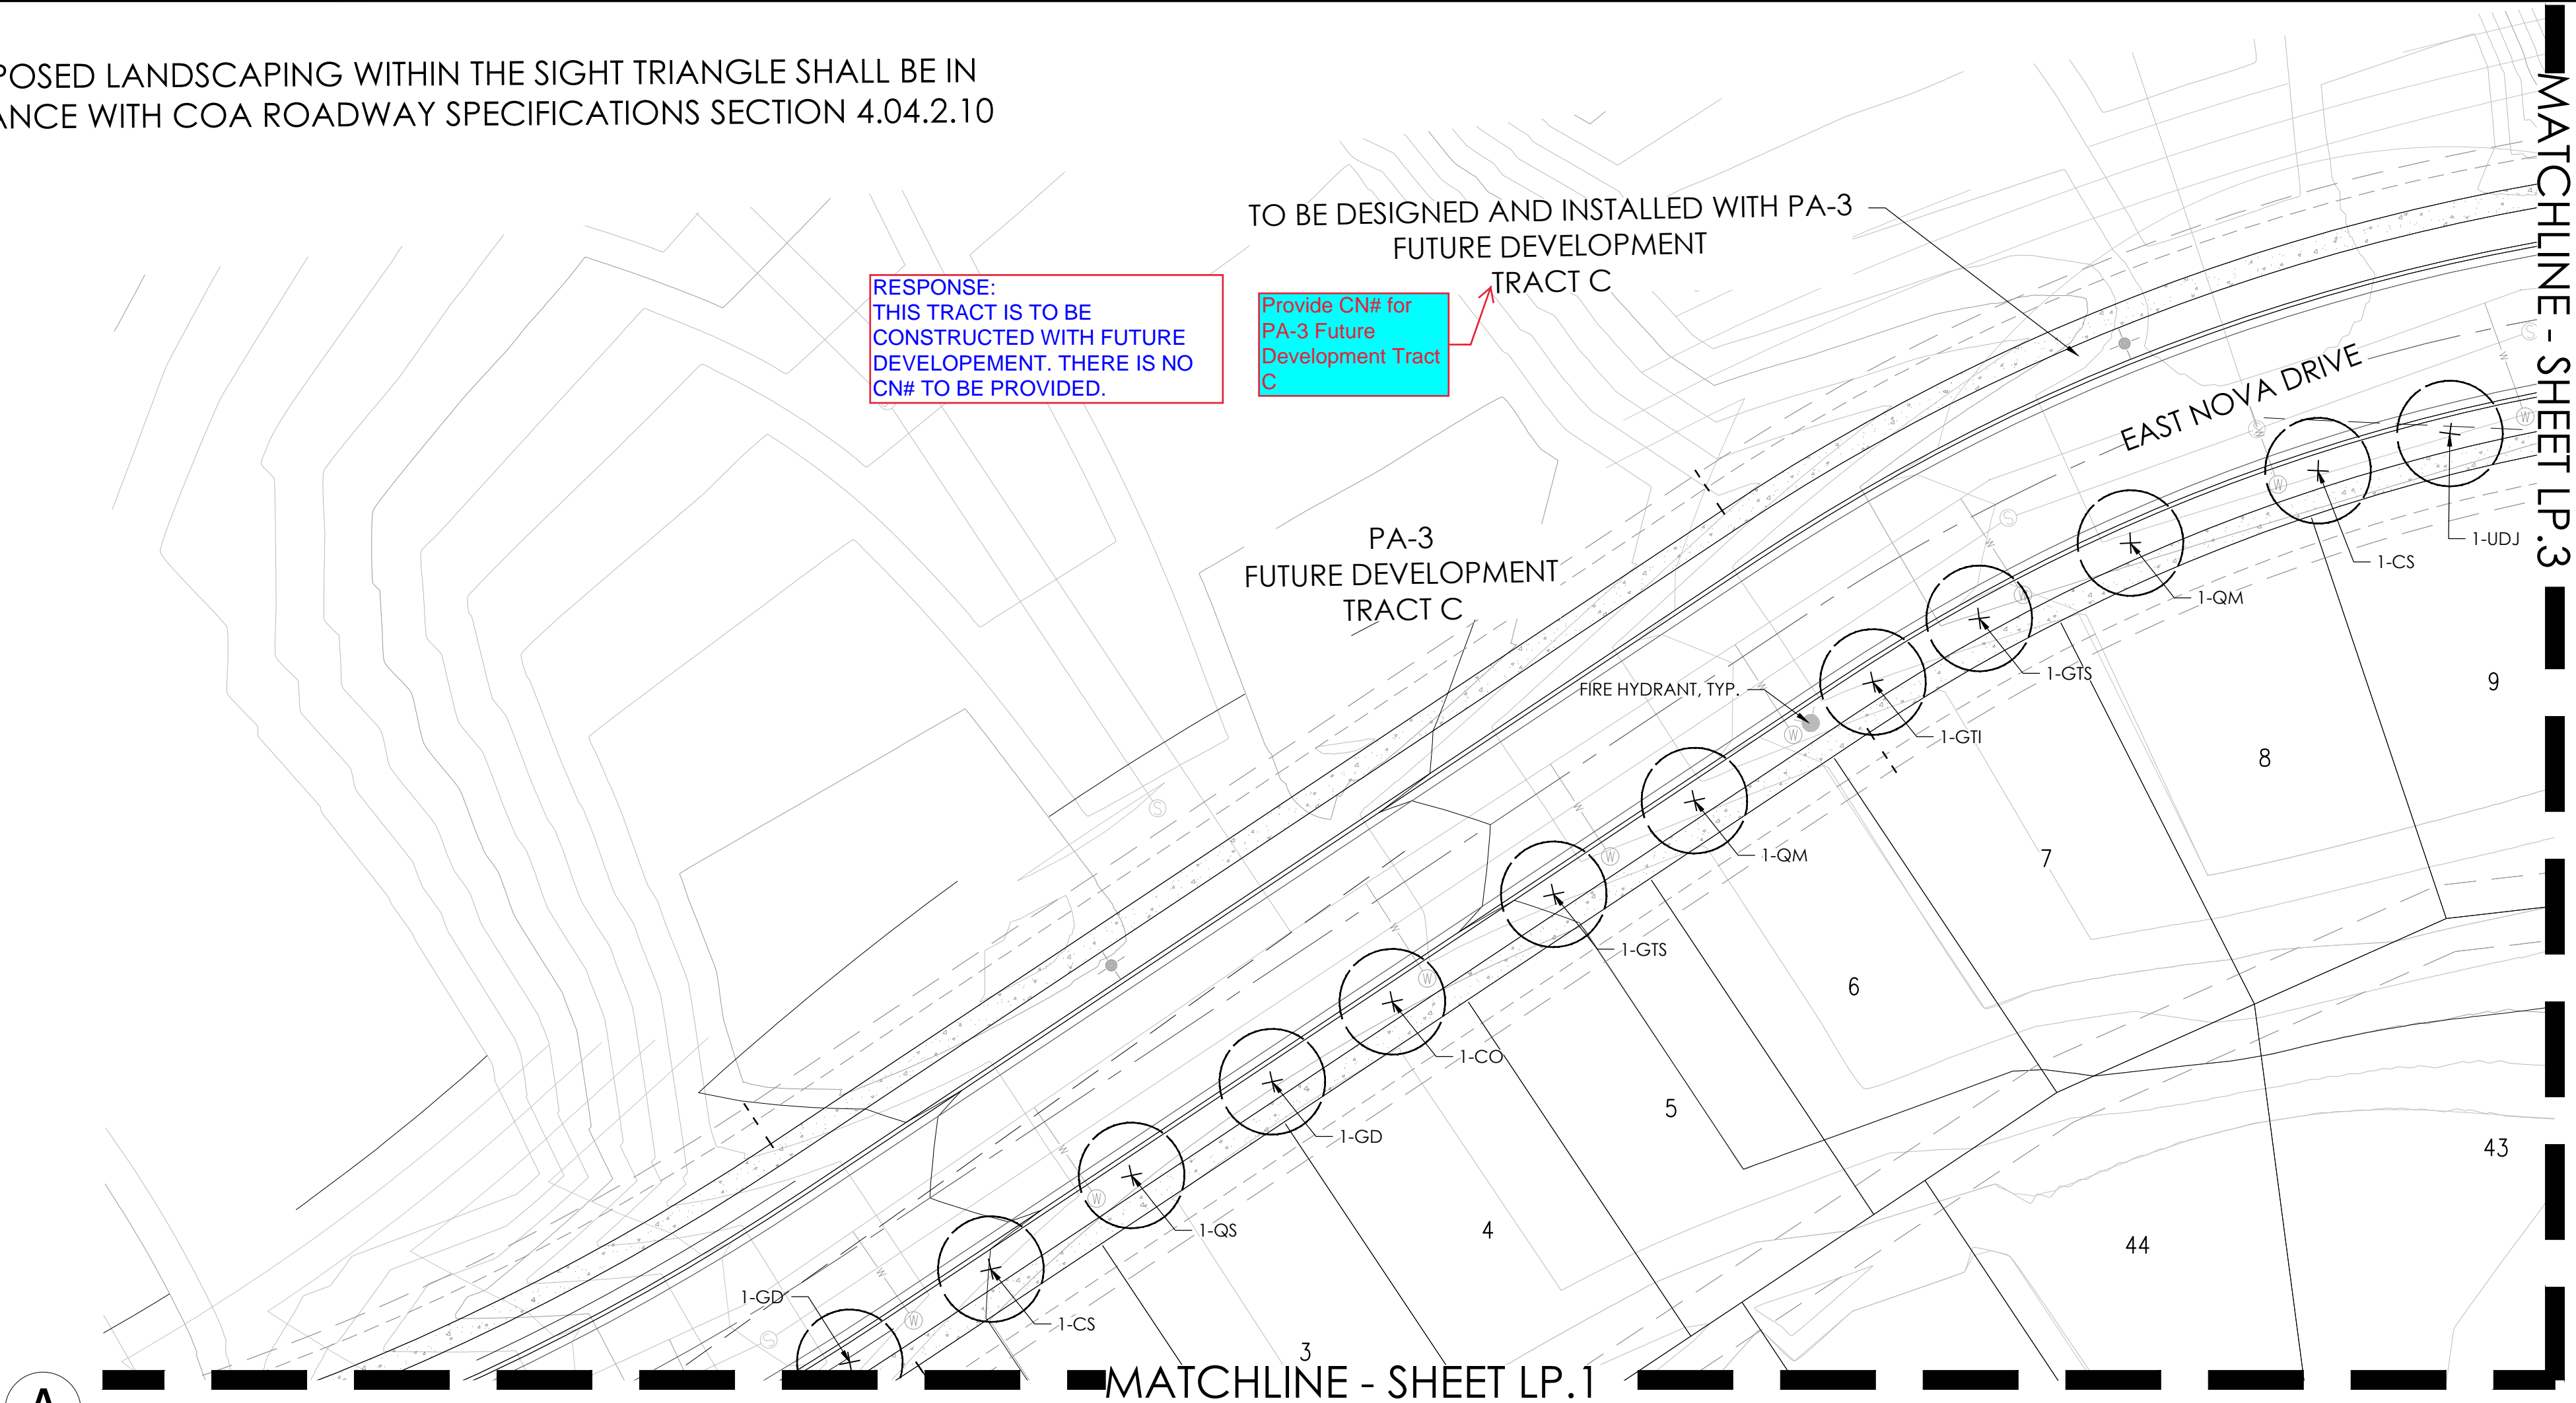 POSED LANDSCAPING WITHIN THE SIGHT TRIANGLE SHALL BE IN
ANCE WITH COA ROADWAY SPECIFICATIONS SECTION 4.04.2.10
TO BE DESIGNED AND INSTALLED WITH PA-3
FUTURE DEVELOPMENT
TRACT C
RESPONSE:
THIS TRACT IS TO BE
CONSTRUCTED WITH FUTURE
DEVELOPEMENT. THERE IS NO
CN# TO BE PROVIDED.
Provide CN# for
PA-3 Future
Development Tract
C
MATCHLINE - SHEET LP.3
EAST NOVA DRIVE
PA-3
FUTURE DEVELOPMENT
TRACT C
1-UDJ
1-CS
1-QM
1-GTS
FIRE HYDRANT, TYP.
1-GTI
9
8
1-QM
7
1-GTS
6
1-CO
5
1-GD
43
1-QS
4
44
1-GD
1-CS
3
MATCHLINE - SHEET LP.1
A
S
S
S
S
S
W
W
W
W
W
W
W
W
W
w
w
w
w
w
w
w